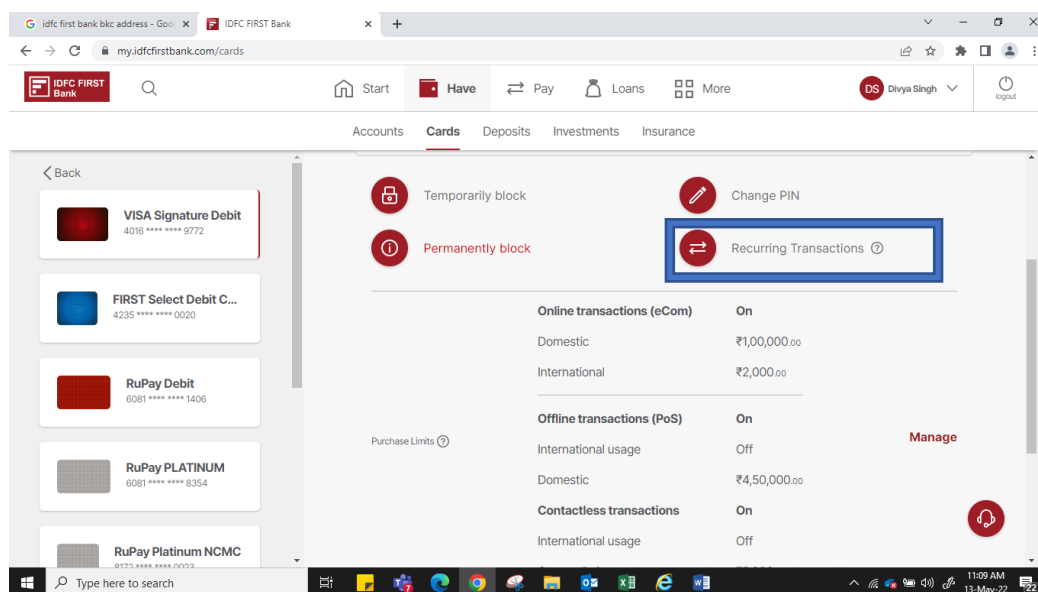 idfc first bank bkc address - Goo
IDFC FIRST Bank
my.idfcfirstbank.com/cards
IDFC FIRST
Bank
Start
Have
Pay
Loans
More
DS
Divya Singh
logout
Accounts
Cards
Deposits
Investments
Insurance
Back
VISA Signature Debit
4016 **** **** 9772
FIRST Select Debit C...
4235 **** **** 0020
RuPay Debit
6081 **** **** 1406
RuPay PLATINUM
6081 **** **** 8354
RuPay Platinum NCMC
8172 **** **** 0023
Temporarily block
Change PIN
Permanently block
Recurring Transactions ?
Online transactions (eCom) On
Domestic ₹1,00,000.00
International ₹2,000.00
Offline transactions (PoS) On
Purchase Limits ?
Manage
International usage Off
Domestic ₹4,50,000.00
Contactless transactions On
International usage Off
Type here to search
11:09 AM
13-May-22
22